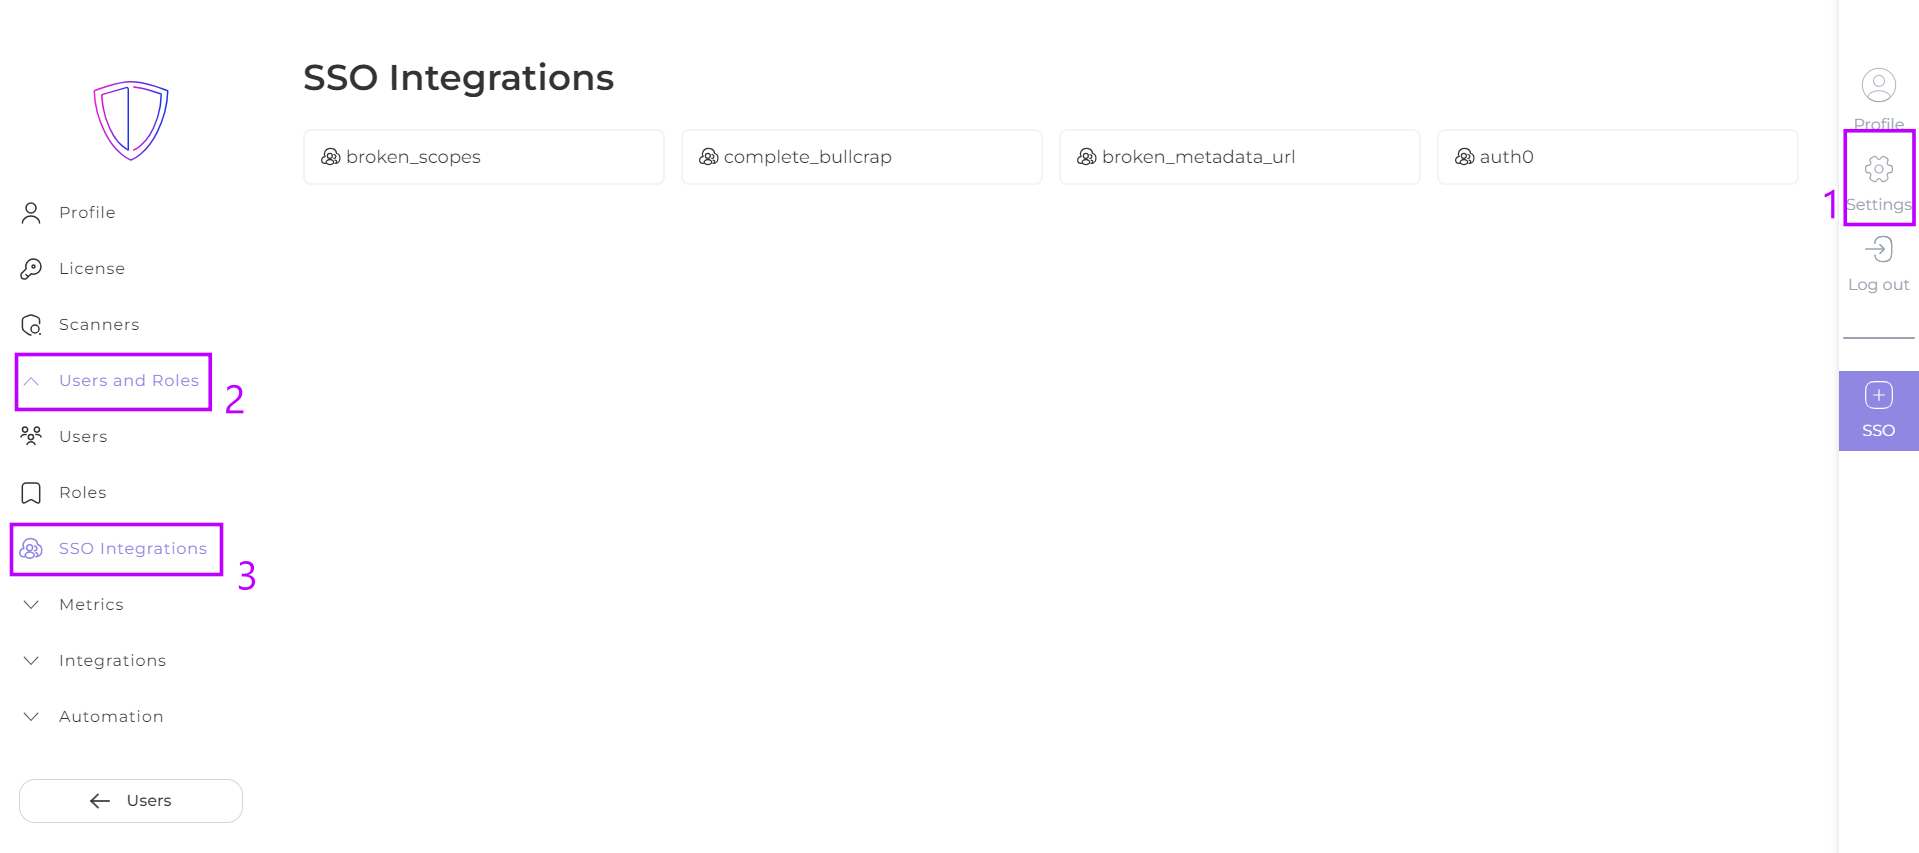 SSO Integrations
broken_scopes
complete_bullcrap
broken_metadata_url
auth0
Profile
License
Scanners
Users and Roles
2
Users
Roles
SSO Integrations
3
Metrics
Integrations
Automation
Users
Profile
1
Settings
Log out
SSO